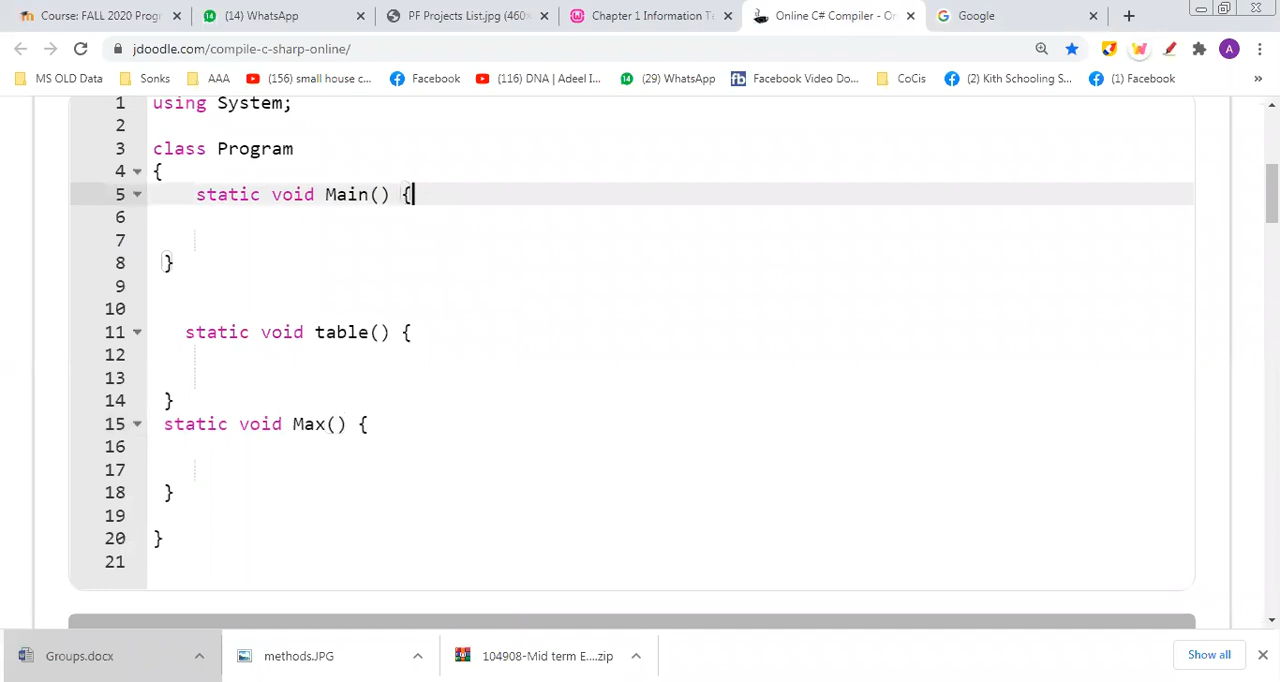 Course: FALL 2020 Progr
(14) WhatsApp
PF Projects List.jpg (460×
Chapter 1 Information Te
Online C# Compiler - On
Google
jdoodle.com/compile-c-sharp-online/
A
MS OLD Data
Sonks
AAA
(156) small house c...
Facebook
(116) DNA | Adeel I...
(29) WhatsApp
Facebook Video Do...
CoCis
(2) Kith Schooling S...
(1) Facebook
»
1 using System;
2
3 class Program
4 {
5 static void Main() {
6
7
8 }
9
10
11 static void table() {
12
13
14 }
15 static void Max() {
16
17
18 }
19
20 }
21
Groups.docx
methods.JPG
104908-Mid term E....zip
Show all